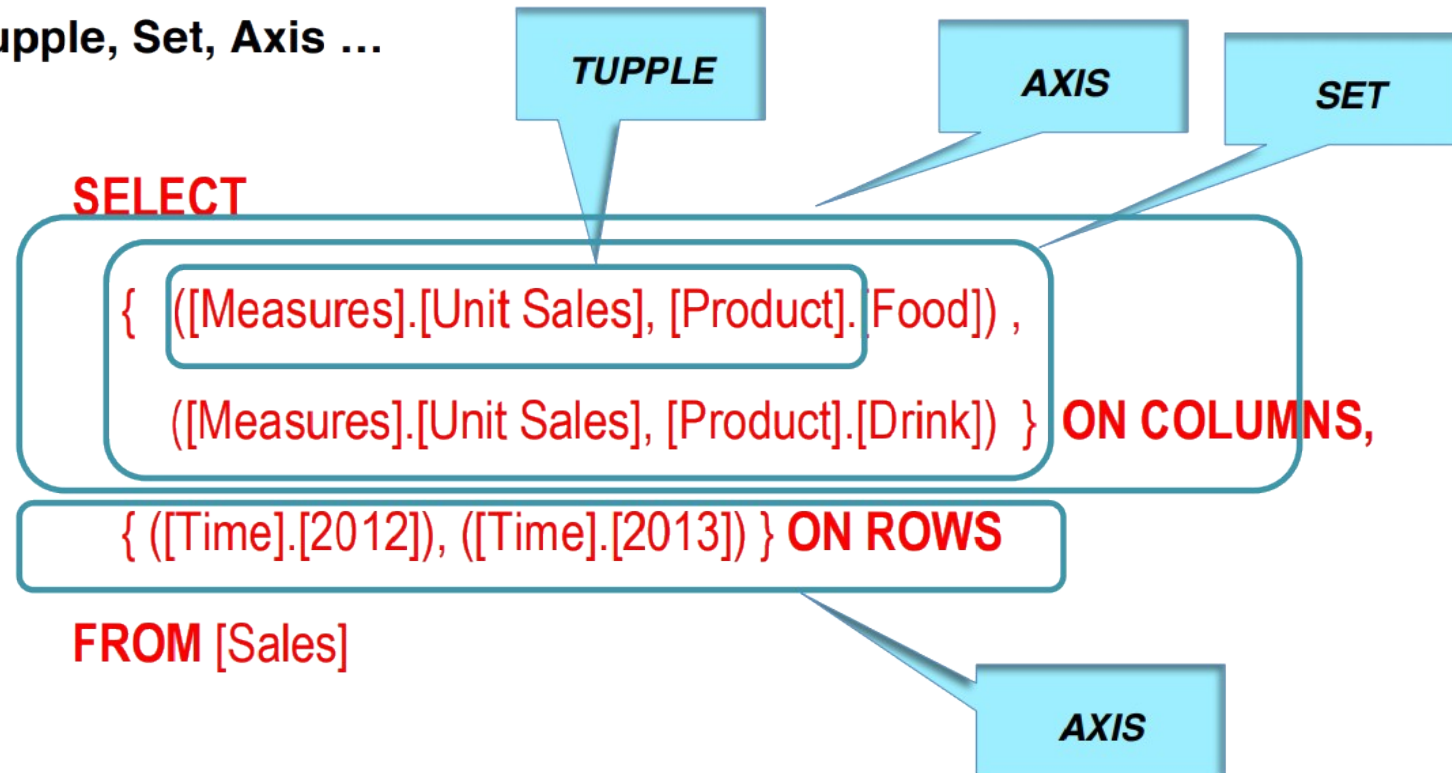 upple, Set, Axis ...
TUPPLE
AXIS
SET
SELECT
{ ([Measures].[Unit Sales], [Product].[Food]) ,
([Measures].[Unit Sales], [Product].[Drink]) } ON COLUMNS,
{ ([Time].[2012]), ([Time].[2013]) } ON ROWS
FROM [Sales]
AXIS